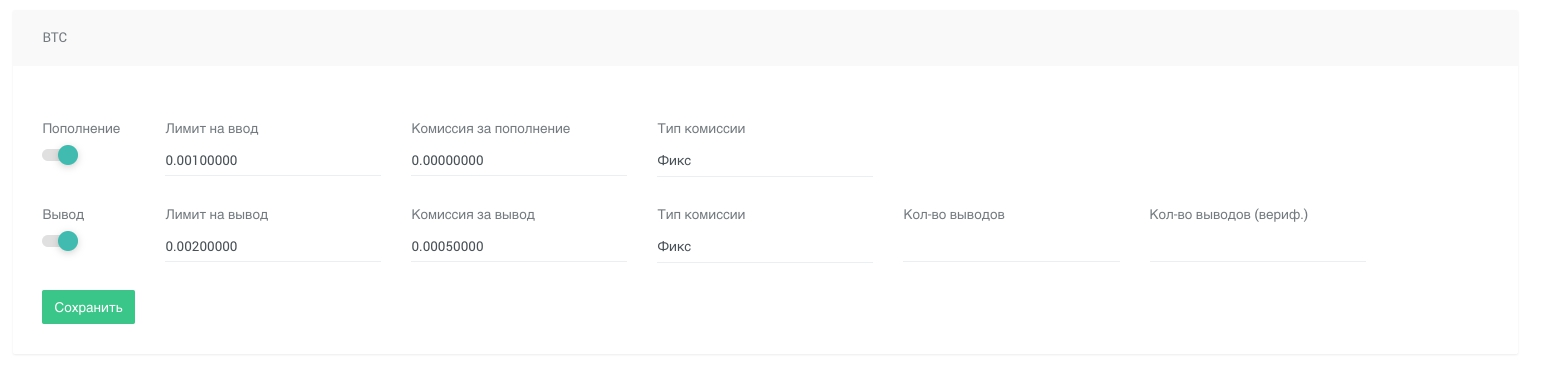 BTC
Пополнение Лимит на ввод Комиссия за пополнение Тип комиссии
0.00100000 0.00000000 Фикс
Вывод Лимит на вывод Комиссия за вывод Тип комиссии Кол-во выводов Кол-во выводов (вериф.)
0.00200000 0.00050000 Фикс
Сохранить